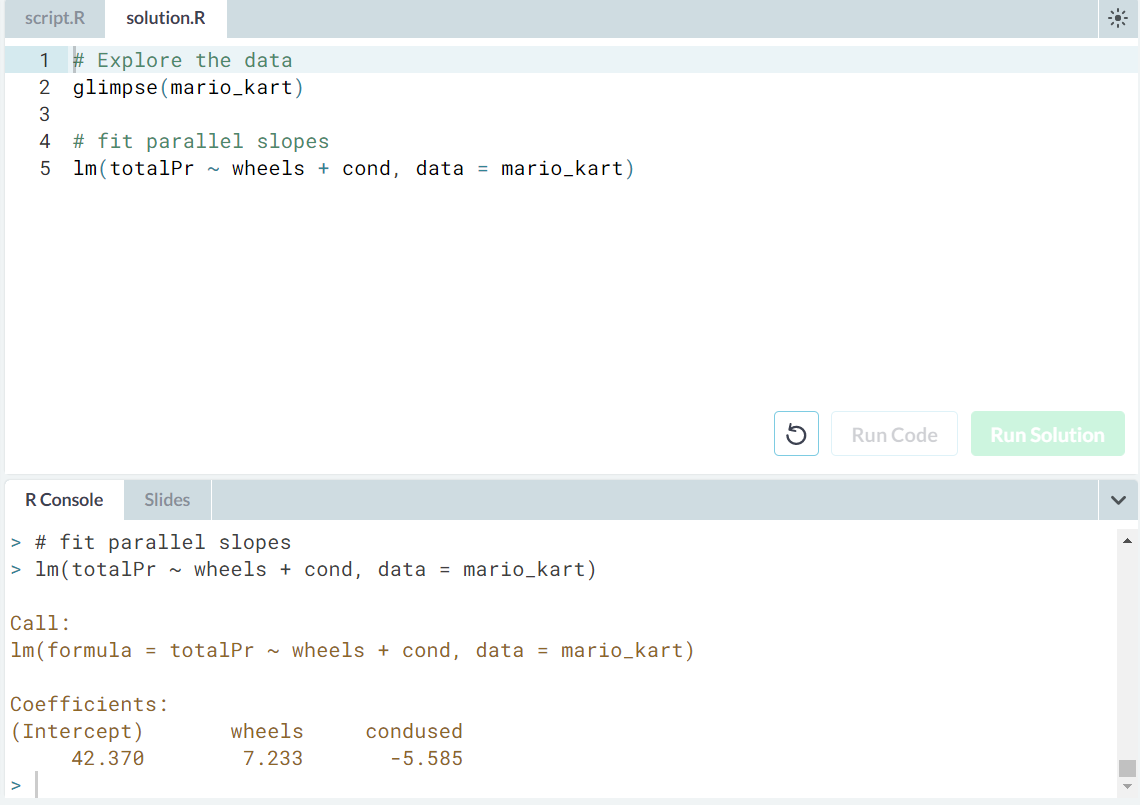 script.R solution.R
1 # Explore the data
2 glimpse(mario_kart)
3
4 # fit parallel slopes
5 lm(totalPr ~ wheels + cond, data = mario_kart)
Run Code Run Solution
R Console Slides
> # fit parallel slopes
> lm(totalPr ~ wheels + cond, data = mario_kart)
Call:
lm(formula = totalPr ~ wheels + cond, data = mario_kart)
Coefficients:
(Intercept) wheels condused
42.370 7.233 -5.585
>